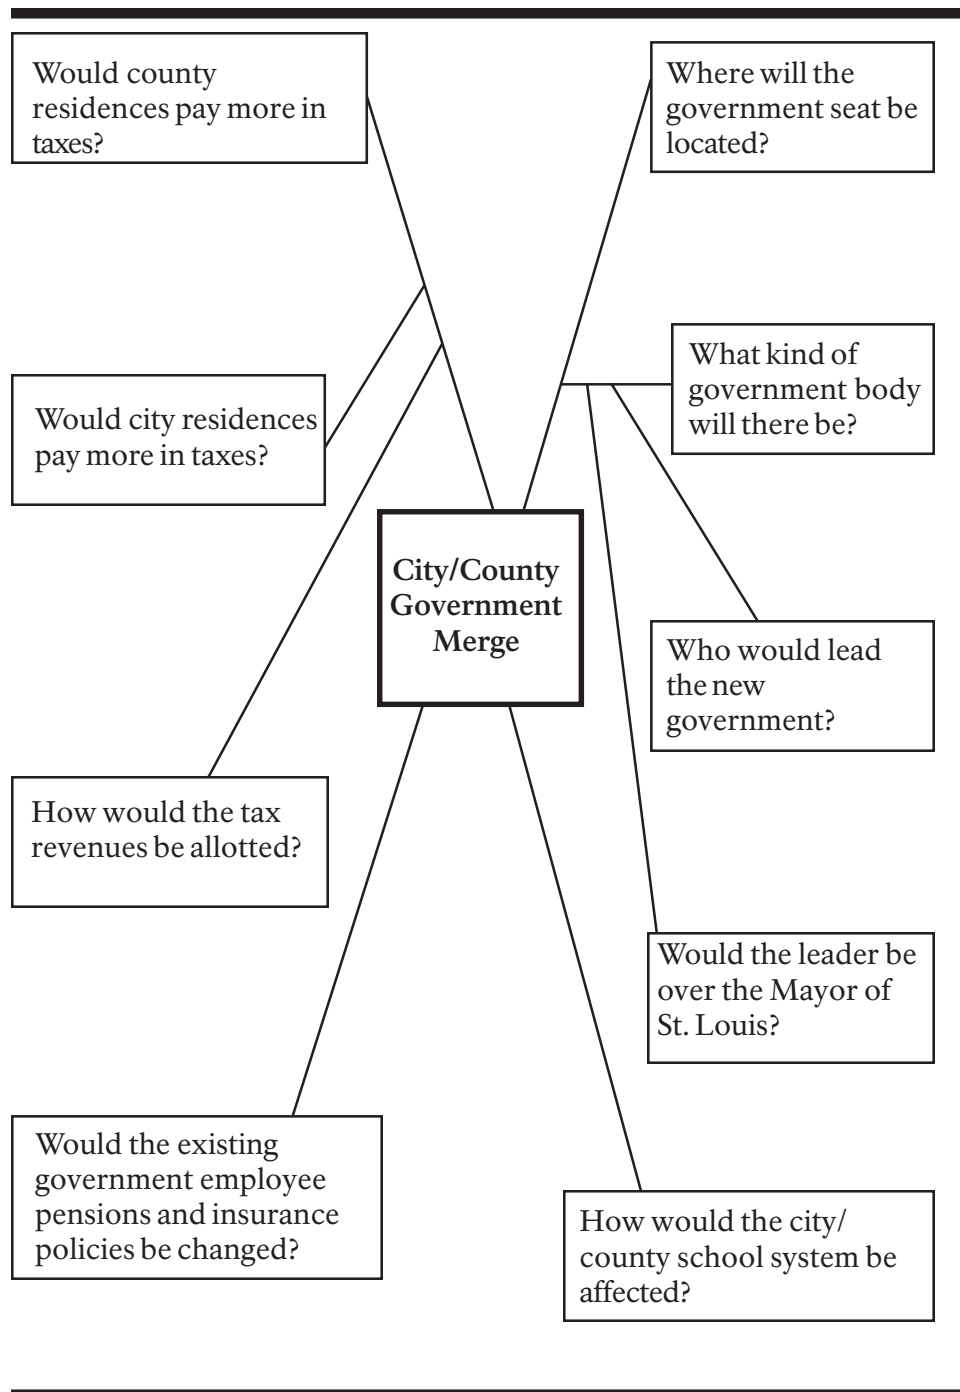 Would county
residences pay more in
taxes?
Where will the
government seat be
located?
Would city residences
pay more in taxes?
What kind of
government body
will there be?
City/County
Government
Merge
Who would lead
the new
government?
How would the tax
revenues be allotted?
Would the leader be
over the Mayor of
St. Louis?
Would the existing
government employee
pensions and insurance
policies be changed?
How would the city/
county school system be
affected?